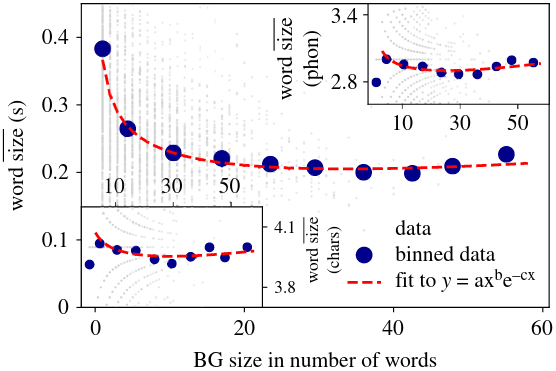 0.4
0.3
0.2
0.1
0
word size (s)
3.4
2.8
word size
(phon)
10 30 50
10 30 50
4.1
3.8
word size
(chars)
data
binned data
fit to y = ax^b e^–cx
0 20 40 60
BG size in number of words